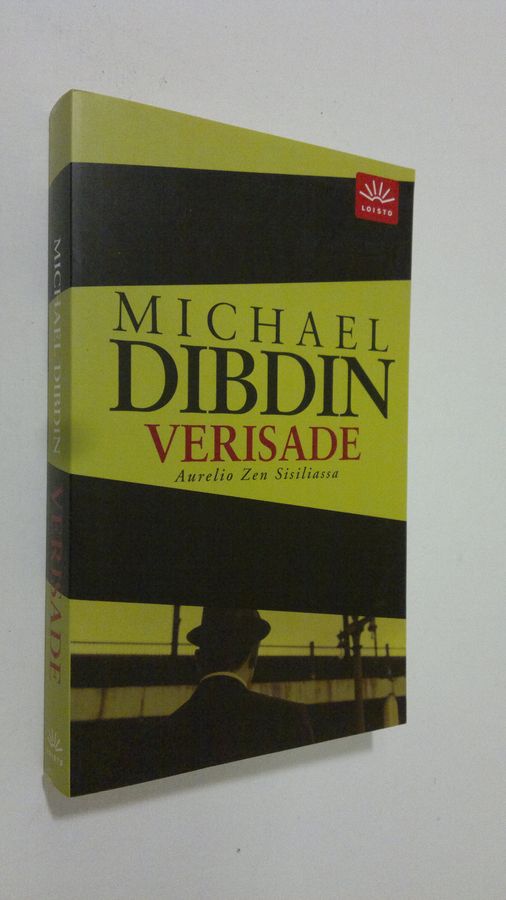 LOISTO
MICHAEL
DIBDIN
VERISADE
Aurelio Zen Sisiliassa
MICHAEL DIBDIN VERISADE
LOISTO